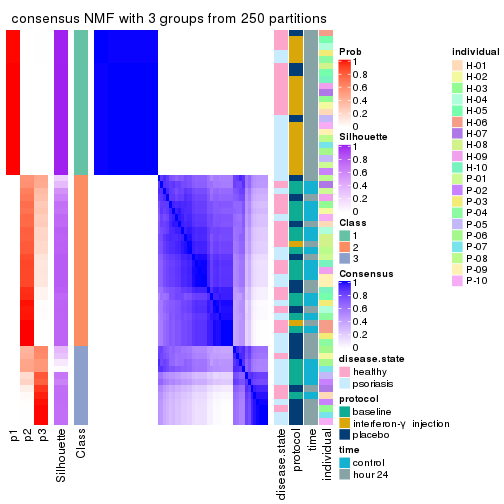 consensus NMF with 3 groups from 250 partitions
p1
p2
p3
Silhouette
Class
disease.state
protocol
time
individual
Prob
1
0.8
0.6
0.4
0.2
0
Silhouette
1
0.8
0.6
0.4
0.2
0
Class
1
2
3
Consensus
1
0.8
0.6
0.4
0.2
0
disease.state
healthy
psoriasis
protocol
baseline
interferon-γ injection
placebo
time
control
hour 24
individual
H-01
H-02
H-03
H-04
H-05
H-06
H-07
H-08
H-09
H-10
P-01
P-02
P-03
P-04
P-05
P-06
P-07
P-08
P-09
P-10